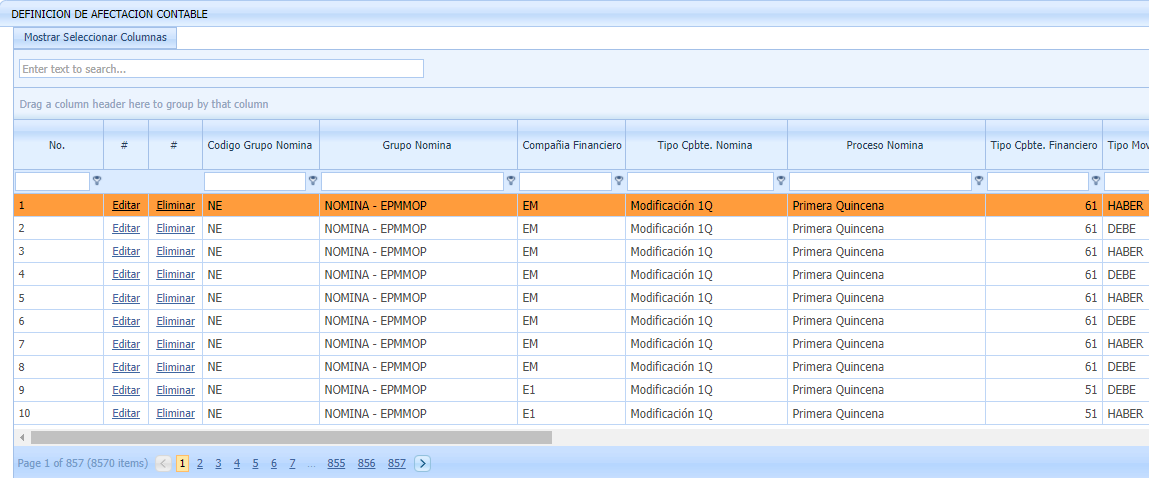 DEFINICION DE AFECTACION CONTABLE
Mostrar Seleccionar Columnas
Enter text to search...
Drag a column header here to group by that column
No. # # Codigo Grupo Nomina Grupo Nomina Compañia Financiero Tipo Cpbte. Nomina Proceso Nomina Tipo Cpbte. Financiero Tipo Mov
1 Editar Eliminar NE NOMINA - EPMMOP EM Modificación 1Q Primera Quincena 61 HABER
2 Editar Eliminar NE NOMINA - EPMMOP EM Modificación 1Q Primera Quincena 61 DEBE
3 Editar Eliminar NE NOMINA - EPMMOP EM Modificación 1Q Primera Quincena 61 HABER
4 Editar Eliminar NE NOMINA - EPMMOP EM Modificación 1Q Primera Quincena 61 DEBE
5 Editar Eliminar NE NOMINA - EPMMOP EM Modificación 1Q Primera Quincena 61 HABER
6 Editar Eliminar NE NOMINA - EPMMOP EM Modificación 1Q Primera Quincena 61 DEBE
7 Editar Eliminar NE NOMINA - EPMMOP EM Modificación 1Q Primera Quincena 61 HABER
8 Editar Eliminar NE NOMINA - EPMMOP EM Modificación 1Q Primera Quincena 61 DEBE
9 Editar Eliminar NE NOMINA - EPMMOP E1 Modificación 1Q Primera Quincena 51 DEBE
10 Editar Eliminar NE NOMINA - EPMMOP E1 Modificación 1Q Primera Quincena 51 HABER
Page 1 of 857 (8570 items) 1 2 3 4 5 6 7 ... 855 856 857